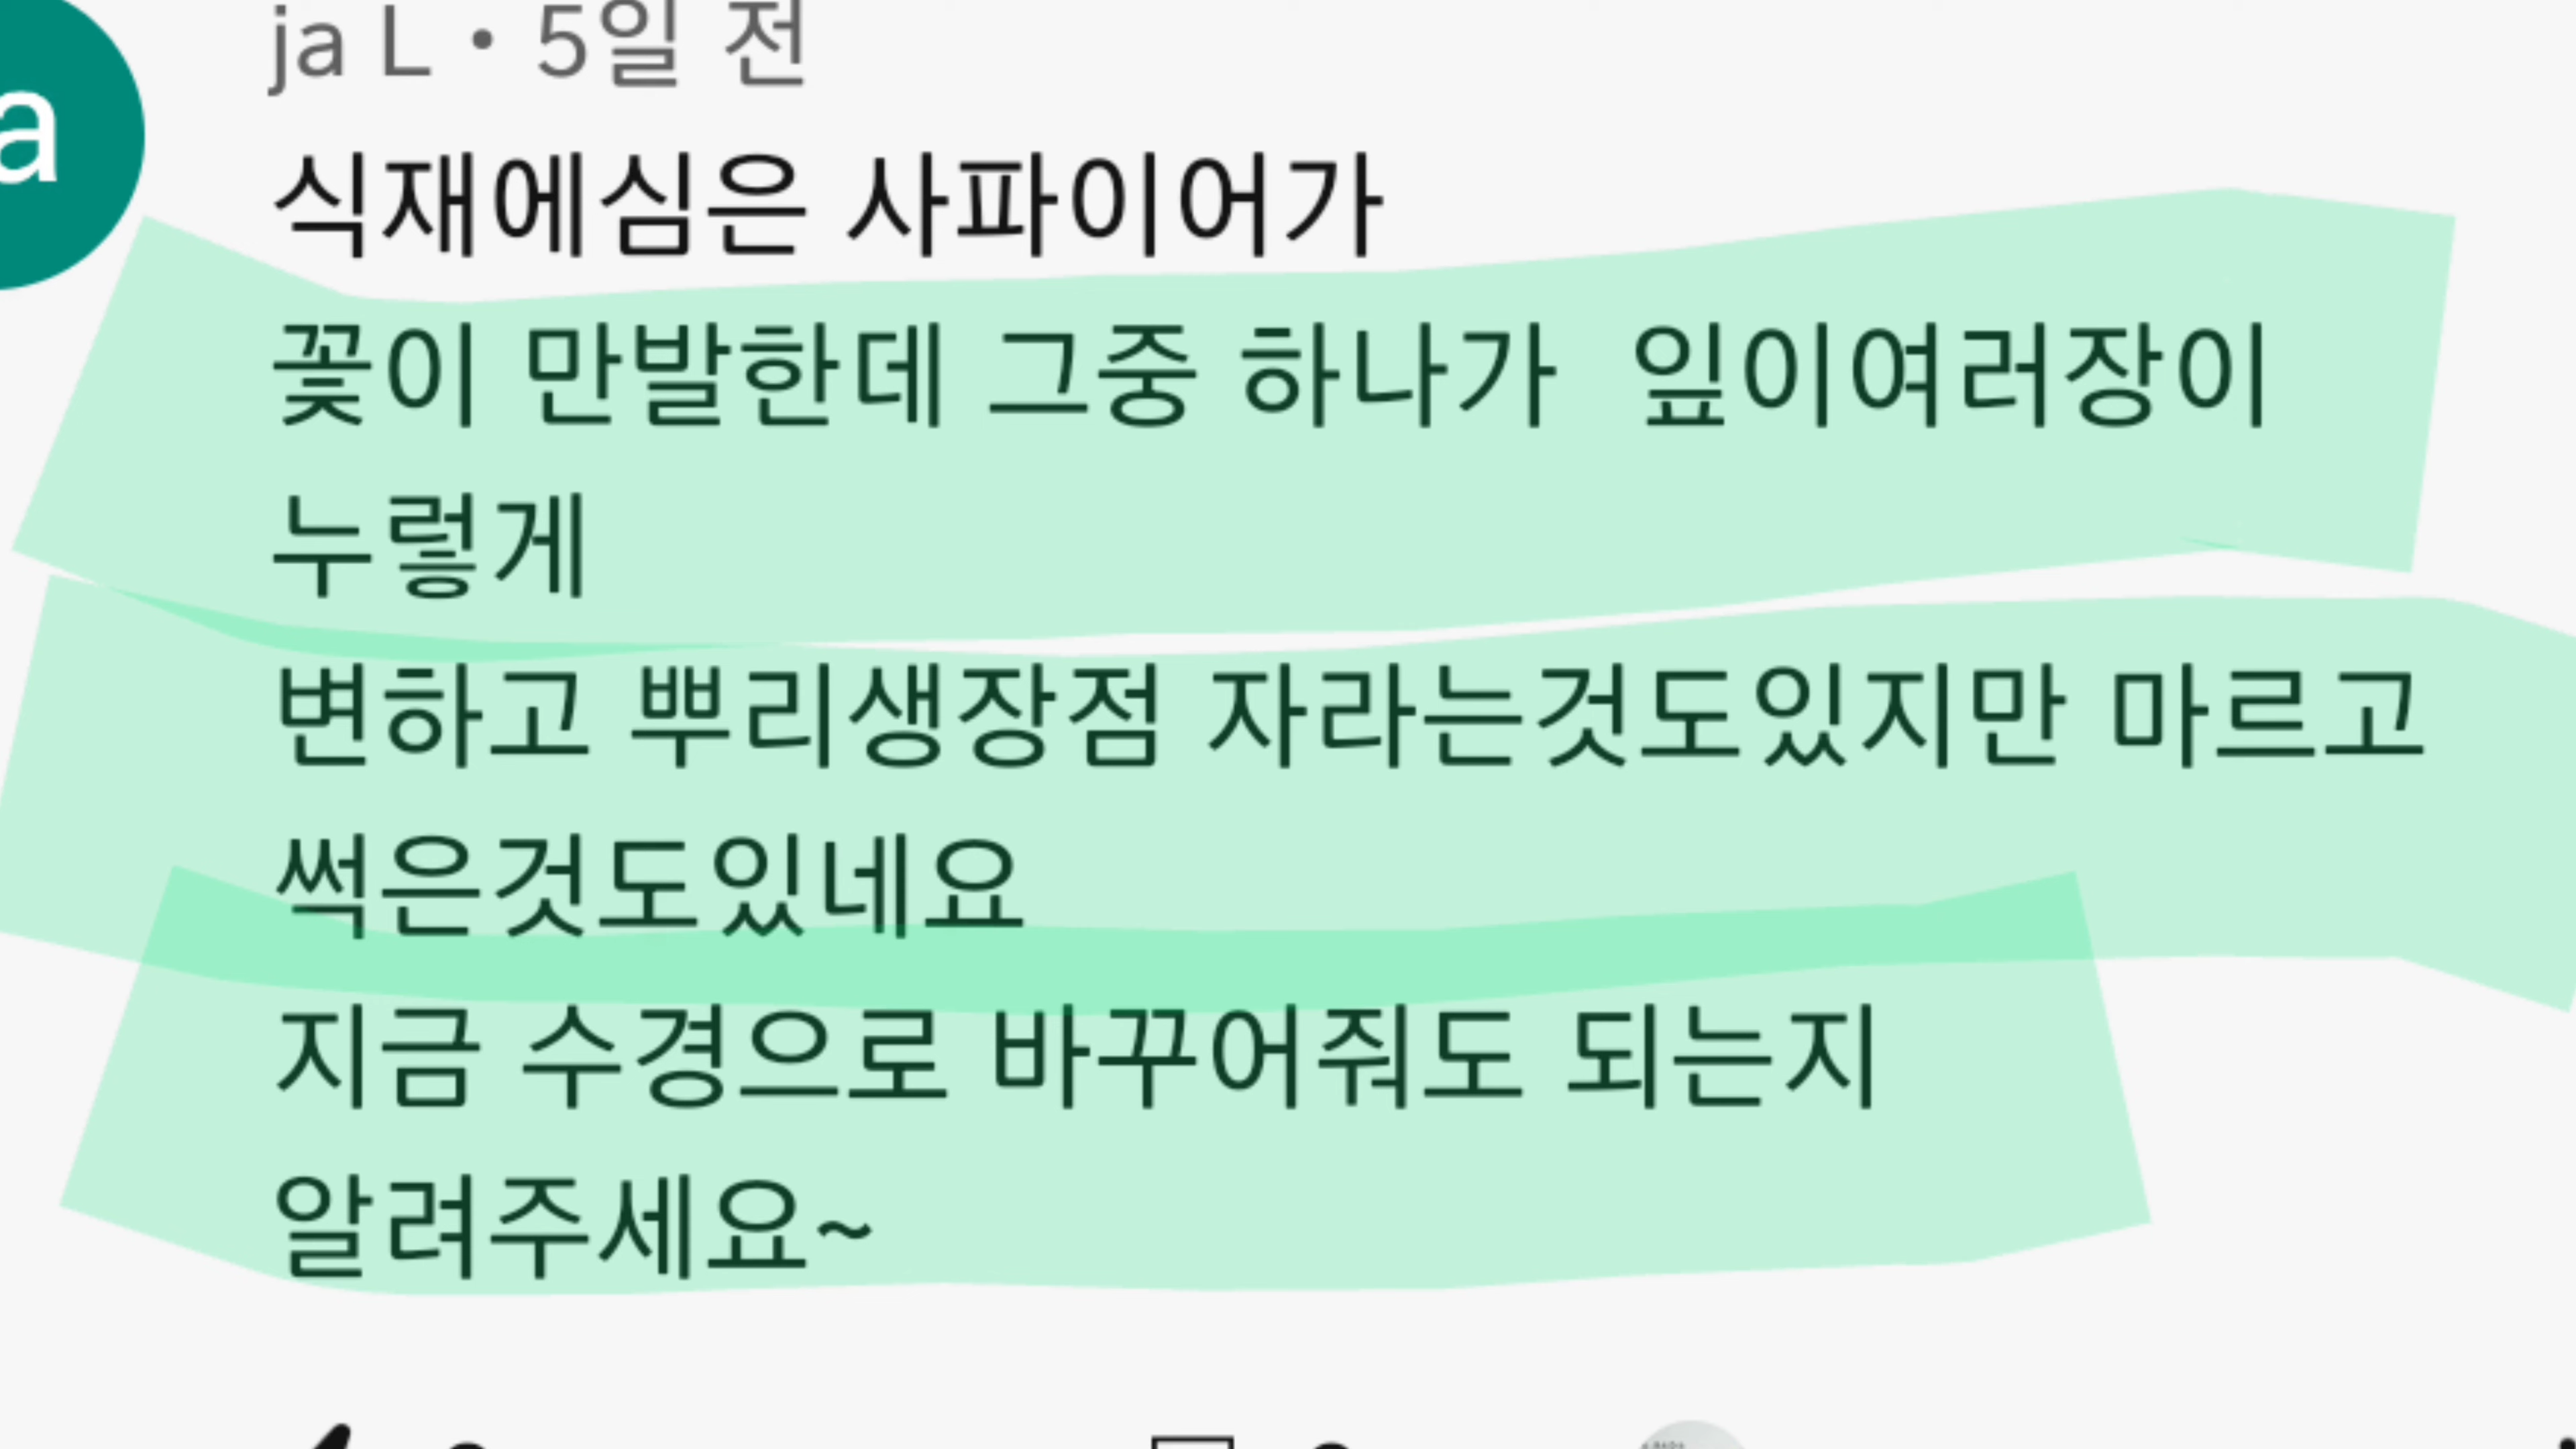 a
ja L • 5일 전
식재에심은 사파이어가
꽃이 만발한데 그중 하나가  잎이여러장이
누렇게
변하고 뿌리생장점 자라는것도있지만 마르고
썩은것도있네요
지금 수경으로 바꾸어줘도 되는지
알려주세요~